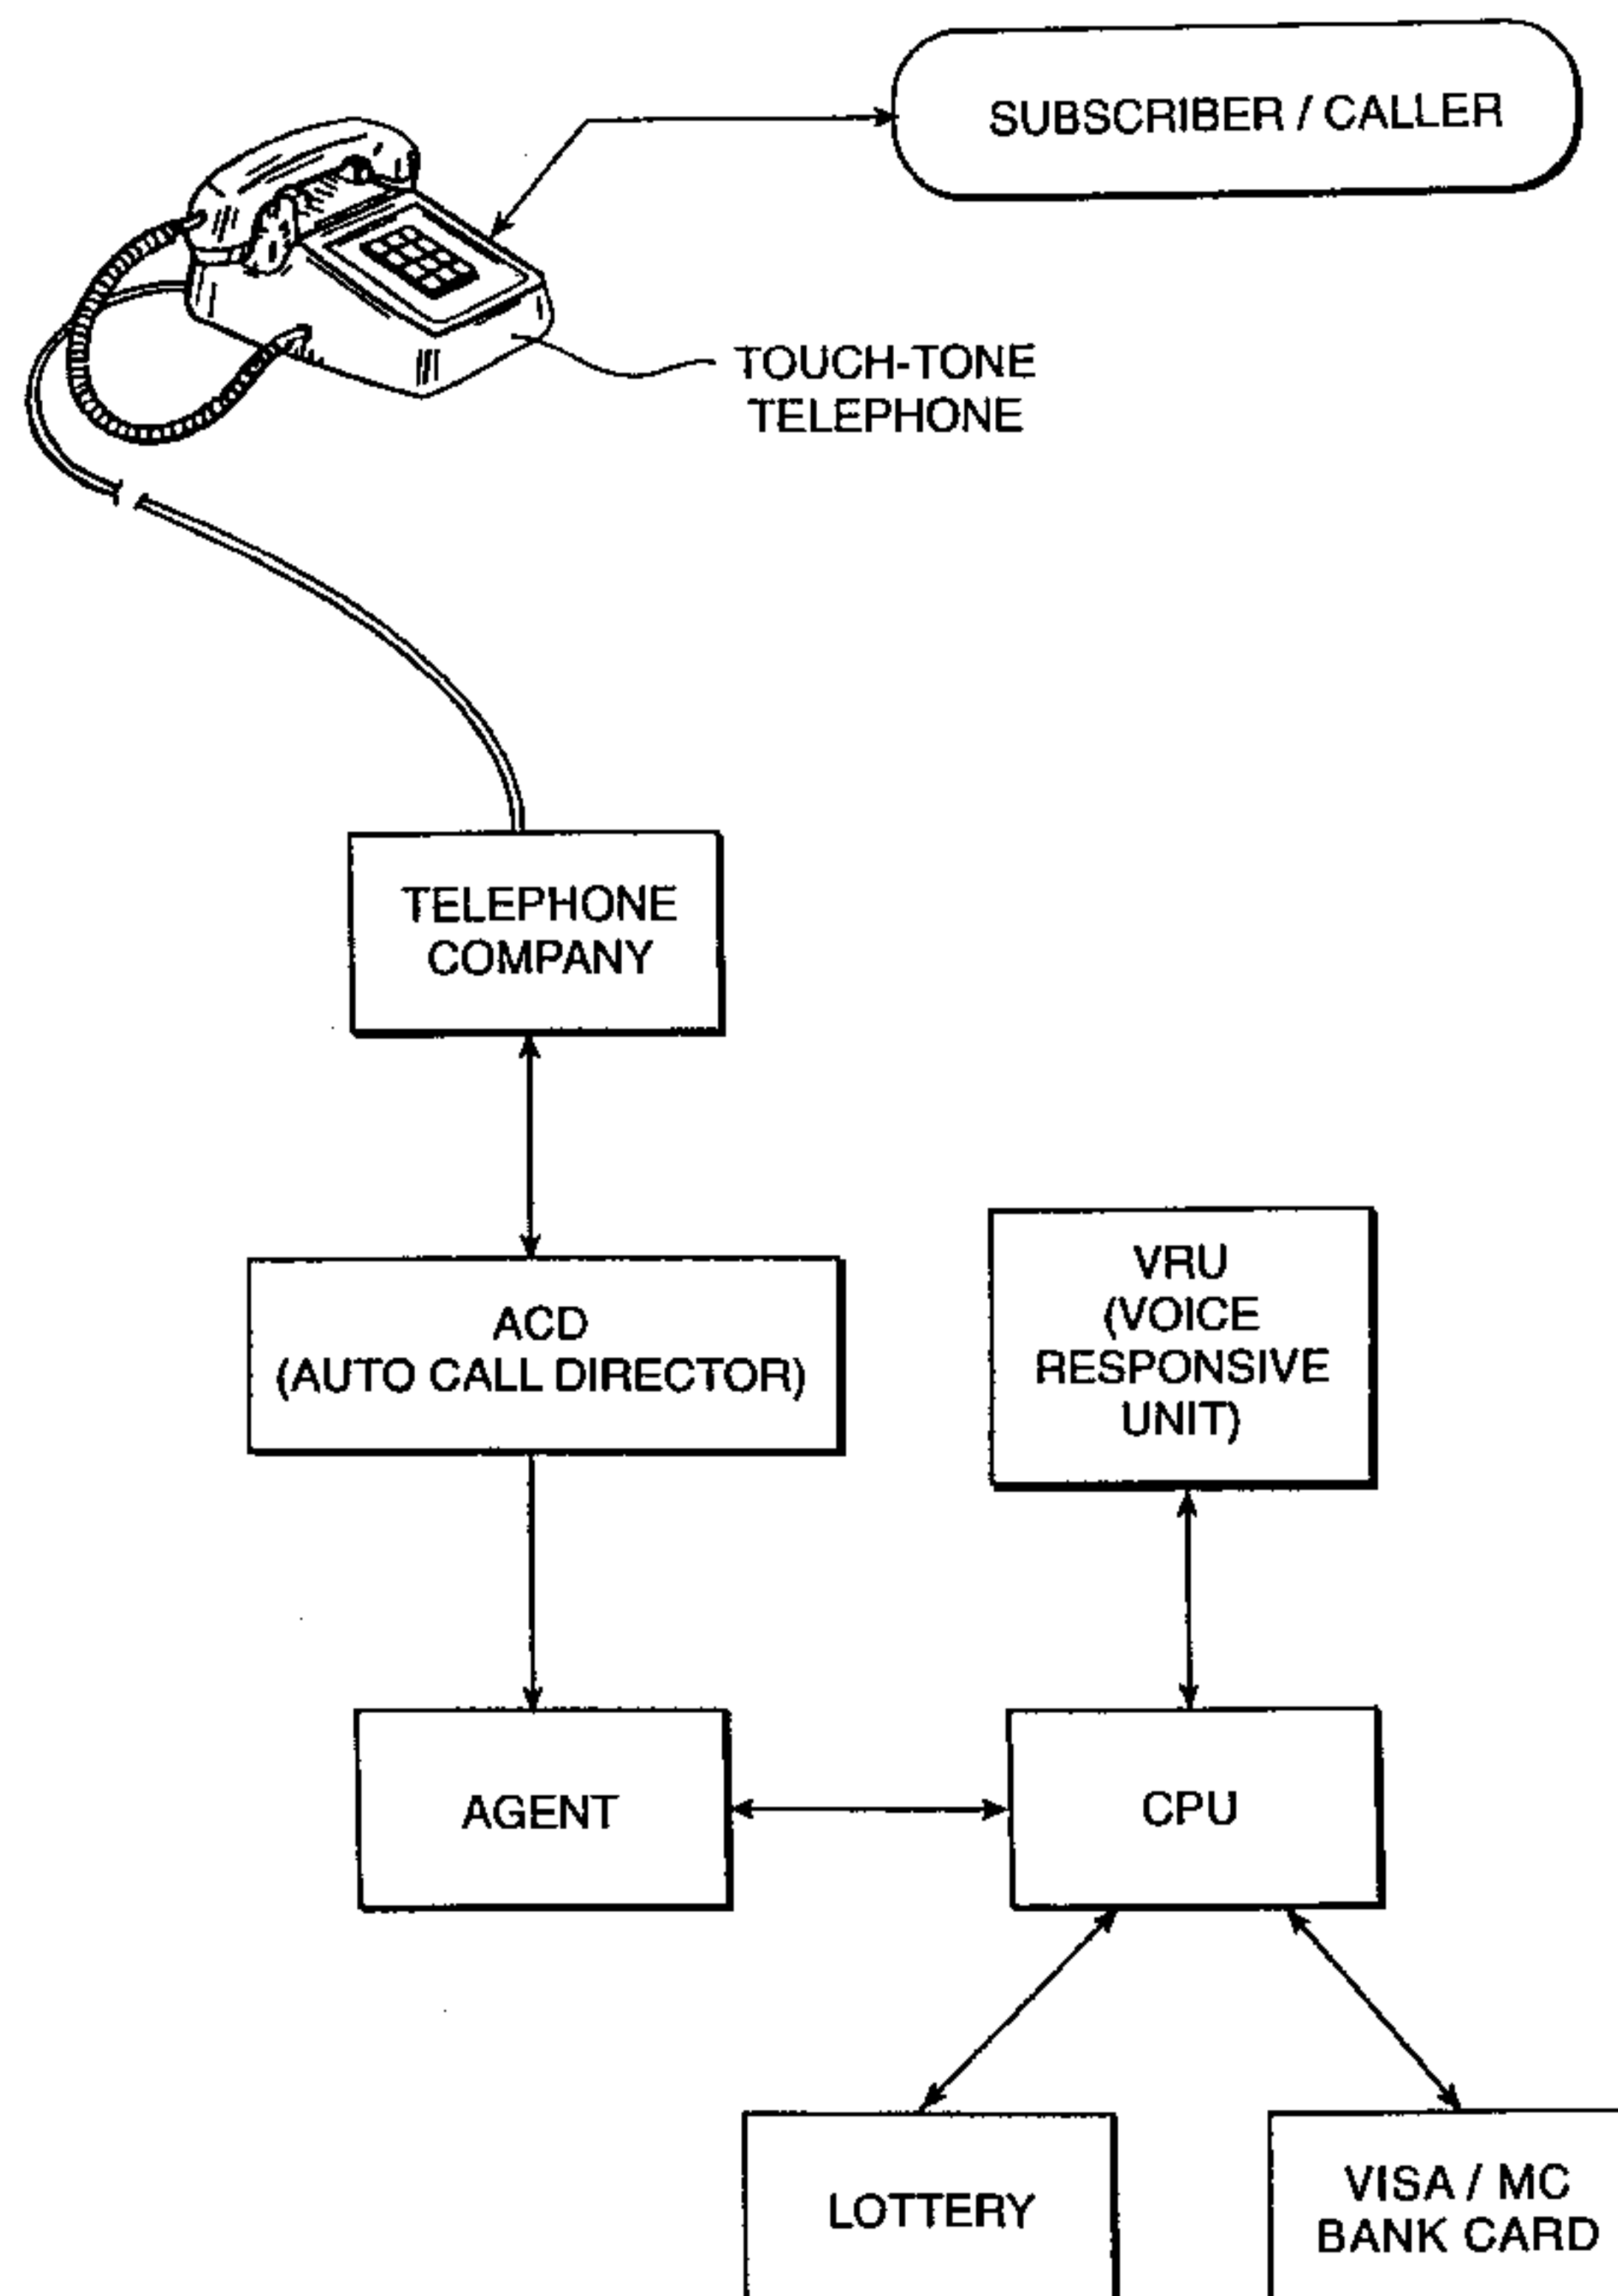 SUBSCRIBER / CALLER
TOUCH-TONE
TELEPHONE
TELEPHONE
COMPANY
ACD
(AUTO CALL DIRECTOR)
VRU
(VOICE
RESPONSIVE
UNIT)
AGENT
CPU
LOTTERY
VISA / MC
BANK CARD